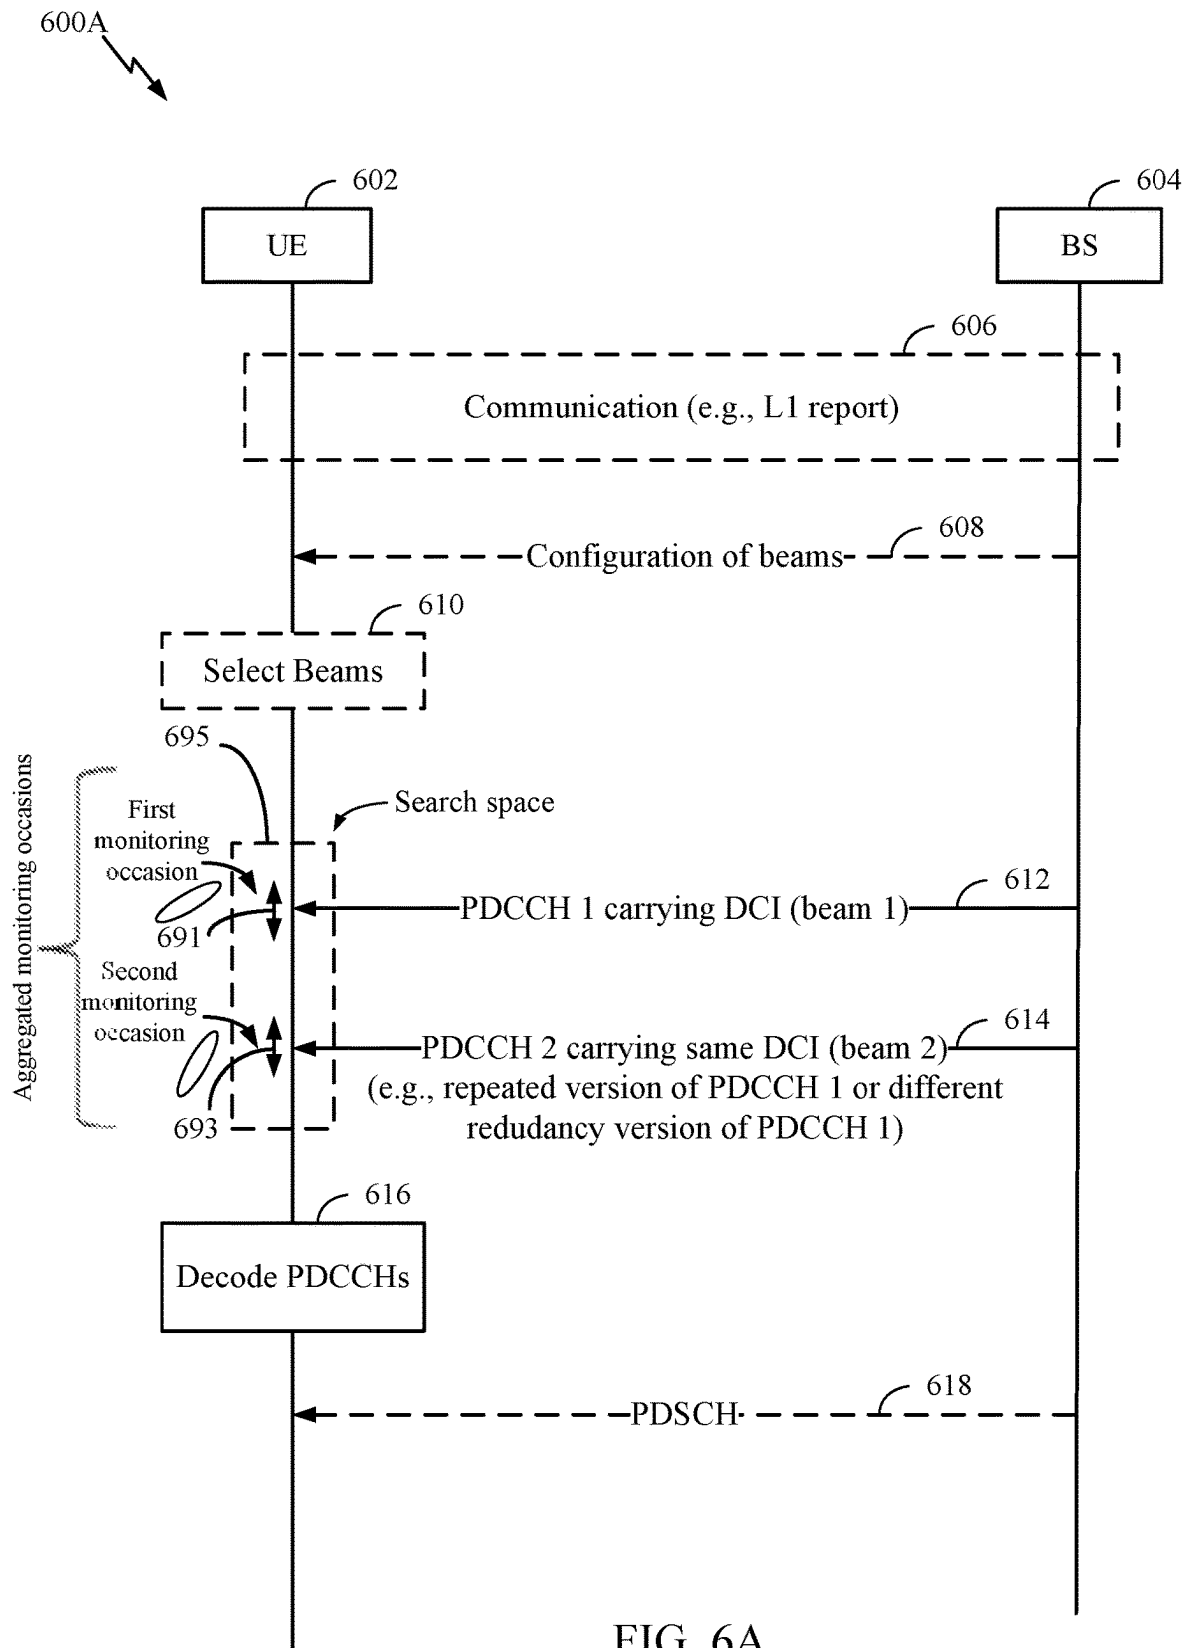 600A
602
604
UE
BS
606
Communication (e.g., L1 report)
608
Configuration of beams
610
Select Beams
695
Search space
Aggregated monitoring occasions
First
monitoring
occasion
612
PDCCH 1 carrying DCI (beam 1)
691
Second
monitoring
occasion
614
PDCCH 2 carrying same DCI (beam 2)
(e.g., repeated version of PDCCH 1 or different
redudancy version of PDCCH 1)
693
616
Decode PDCCHs
618
PDSCH
FIG. 6A